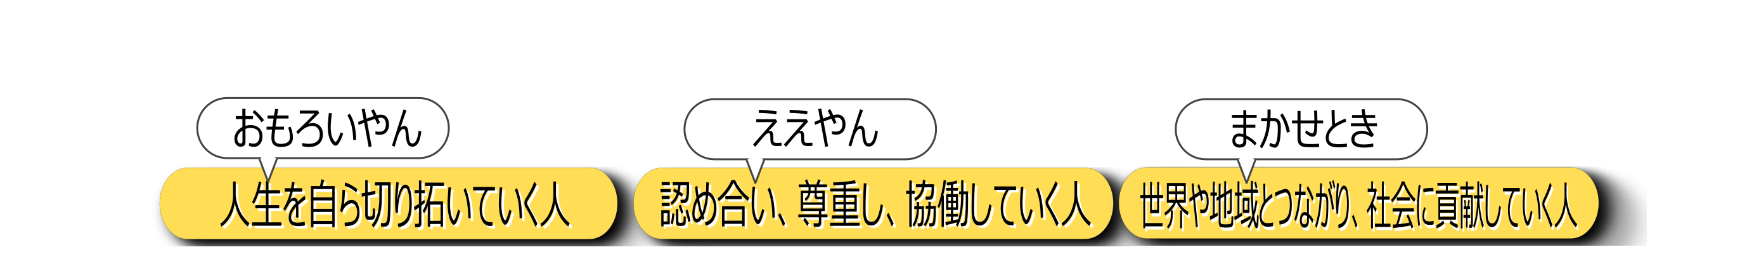 おもろいやん
人生を自ら切り拓いていく人
ええやん
認め合い、尊重し、協働していく人
まかせとき
世界や地域とつながり、社会に貢献していく人